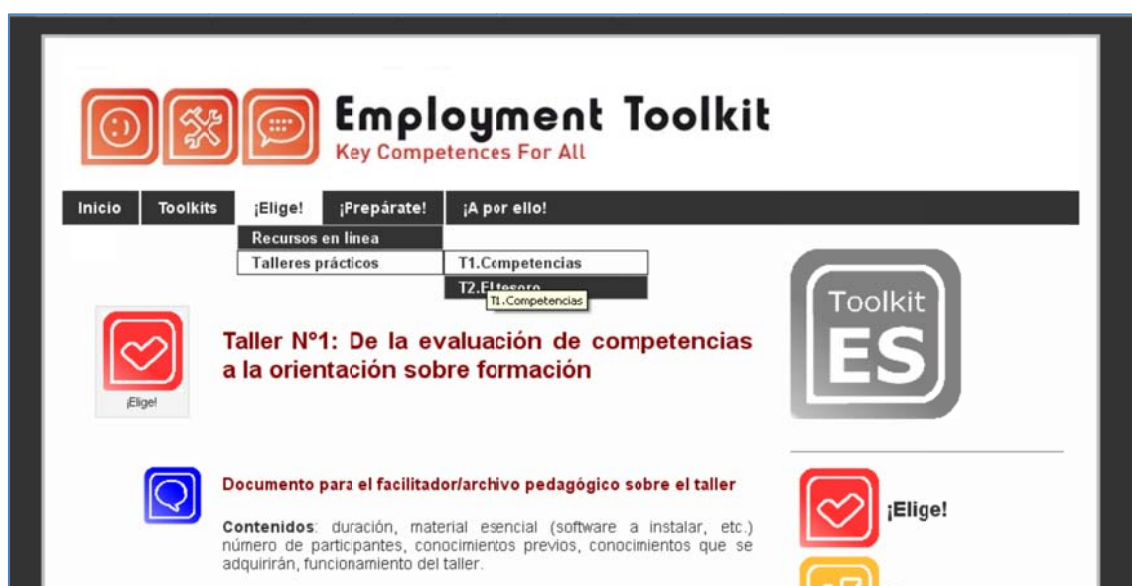 Employment Toolkit
Key Competences For All
Inicio Toolkits ¡Elige! ¡Prepárate! ¡A por ello!
Recursos en línea
Talleres prácticos T1.Competencias
T2.El tesoro
T1.Competencias
Toolkit
ES
Taller Nº1: De la evaluación de competencias
a la orientación sobre formación
¡Elige!
Documento para el facilitador/archivo pedagógico sobre el taller
¡Elige!
Contenidos: duración, material esencial (software a instalar, etc.)
número de participantes, conocimientos previos, conocimientos que se
adquirirán, funcionamiento del taller.